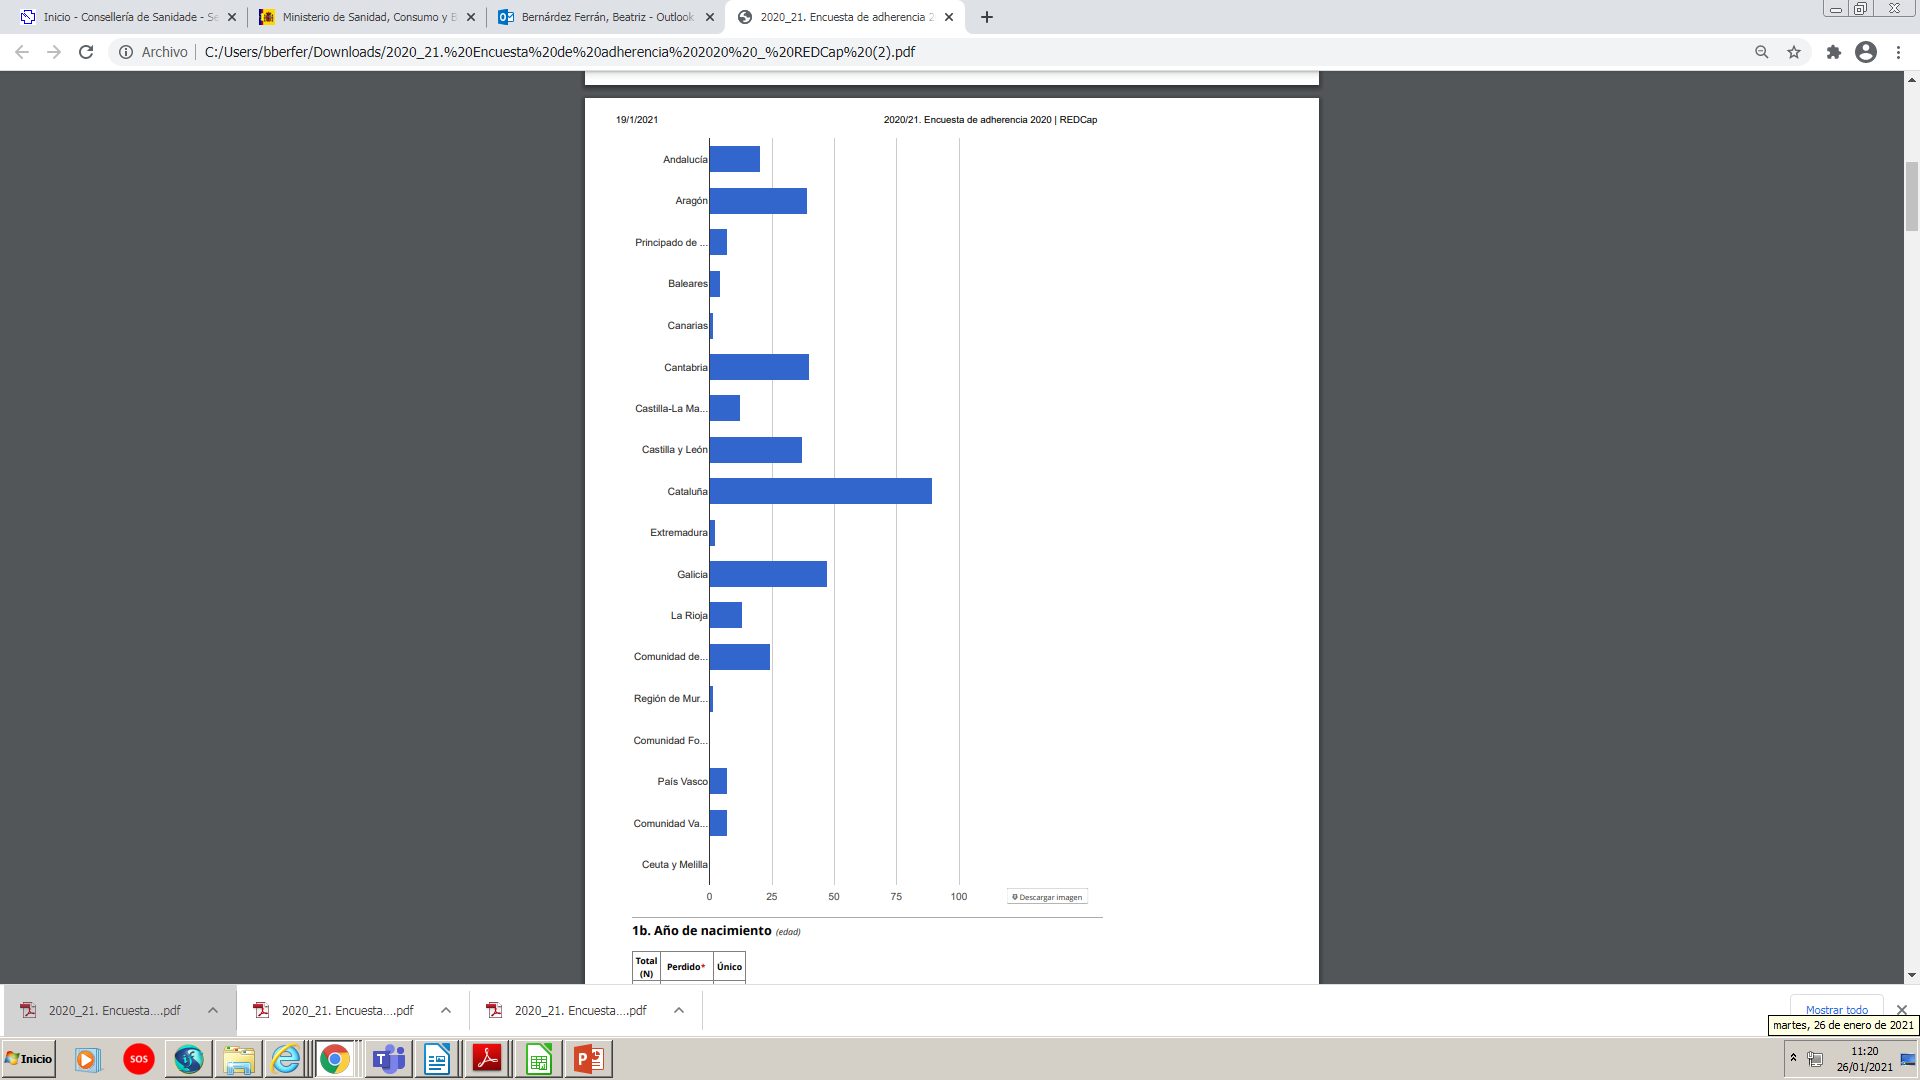 Inicio - Consellería de Sanidade - Se
Ministerio de Sanidad, Consumo y B
Bernárdez Ferrán, Beatriz - Outlook
2020_21. Encuesta de adherencia 2
Archivo
C:/Users/bberfer/Downloads/2020_21.%20Encuesta%20de%20adherencia%202020%20_%20REDCap%20(2).pdf
19/1/2021
2020/21. Encuesta de adherencia 2020 | REDCap
Andalucía
Aragón
Principado de ...
Baleares
Canarias
Cantabria
Castilla-La Ma...
Castilla y León
Cataluña
Extremadura
Galicia
La Rioja
Comunidad de...
Región de Mur...
Comunidad Fo...
País Vasco
Comunidad Va...
Ceuta y Melilla
0 25 50 75 100
Descargar imagen
1b. Año de nacimiento (edad)
Total (N)
Perdido*
Único
2020_21. Encuesta....pdf
2020_21. Encuesta....pdf
2020_21. Encuesta....pdf
Mostrar todo
martes, 26 de enero de 2021
Inicio
SOS
11:20
26/01/2021